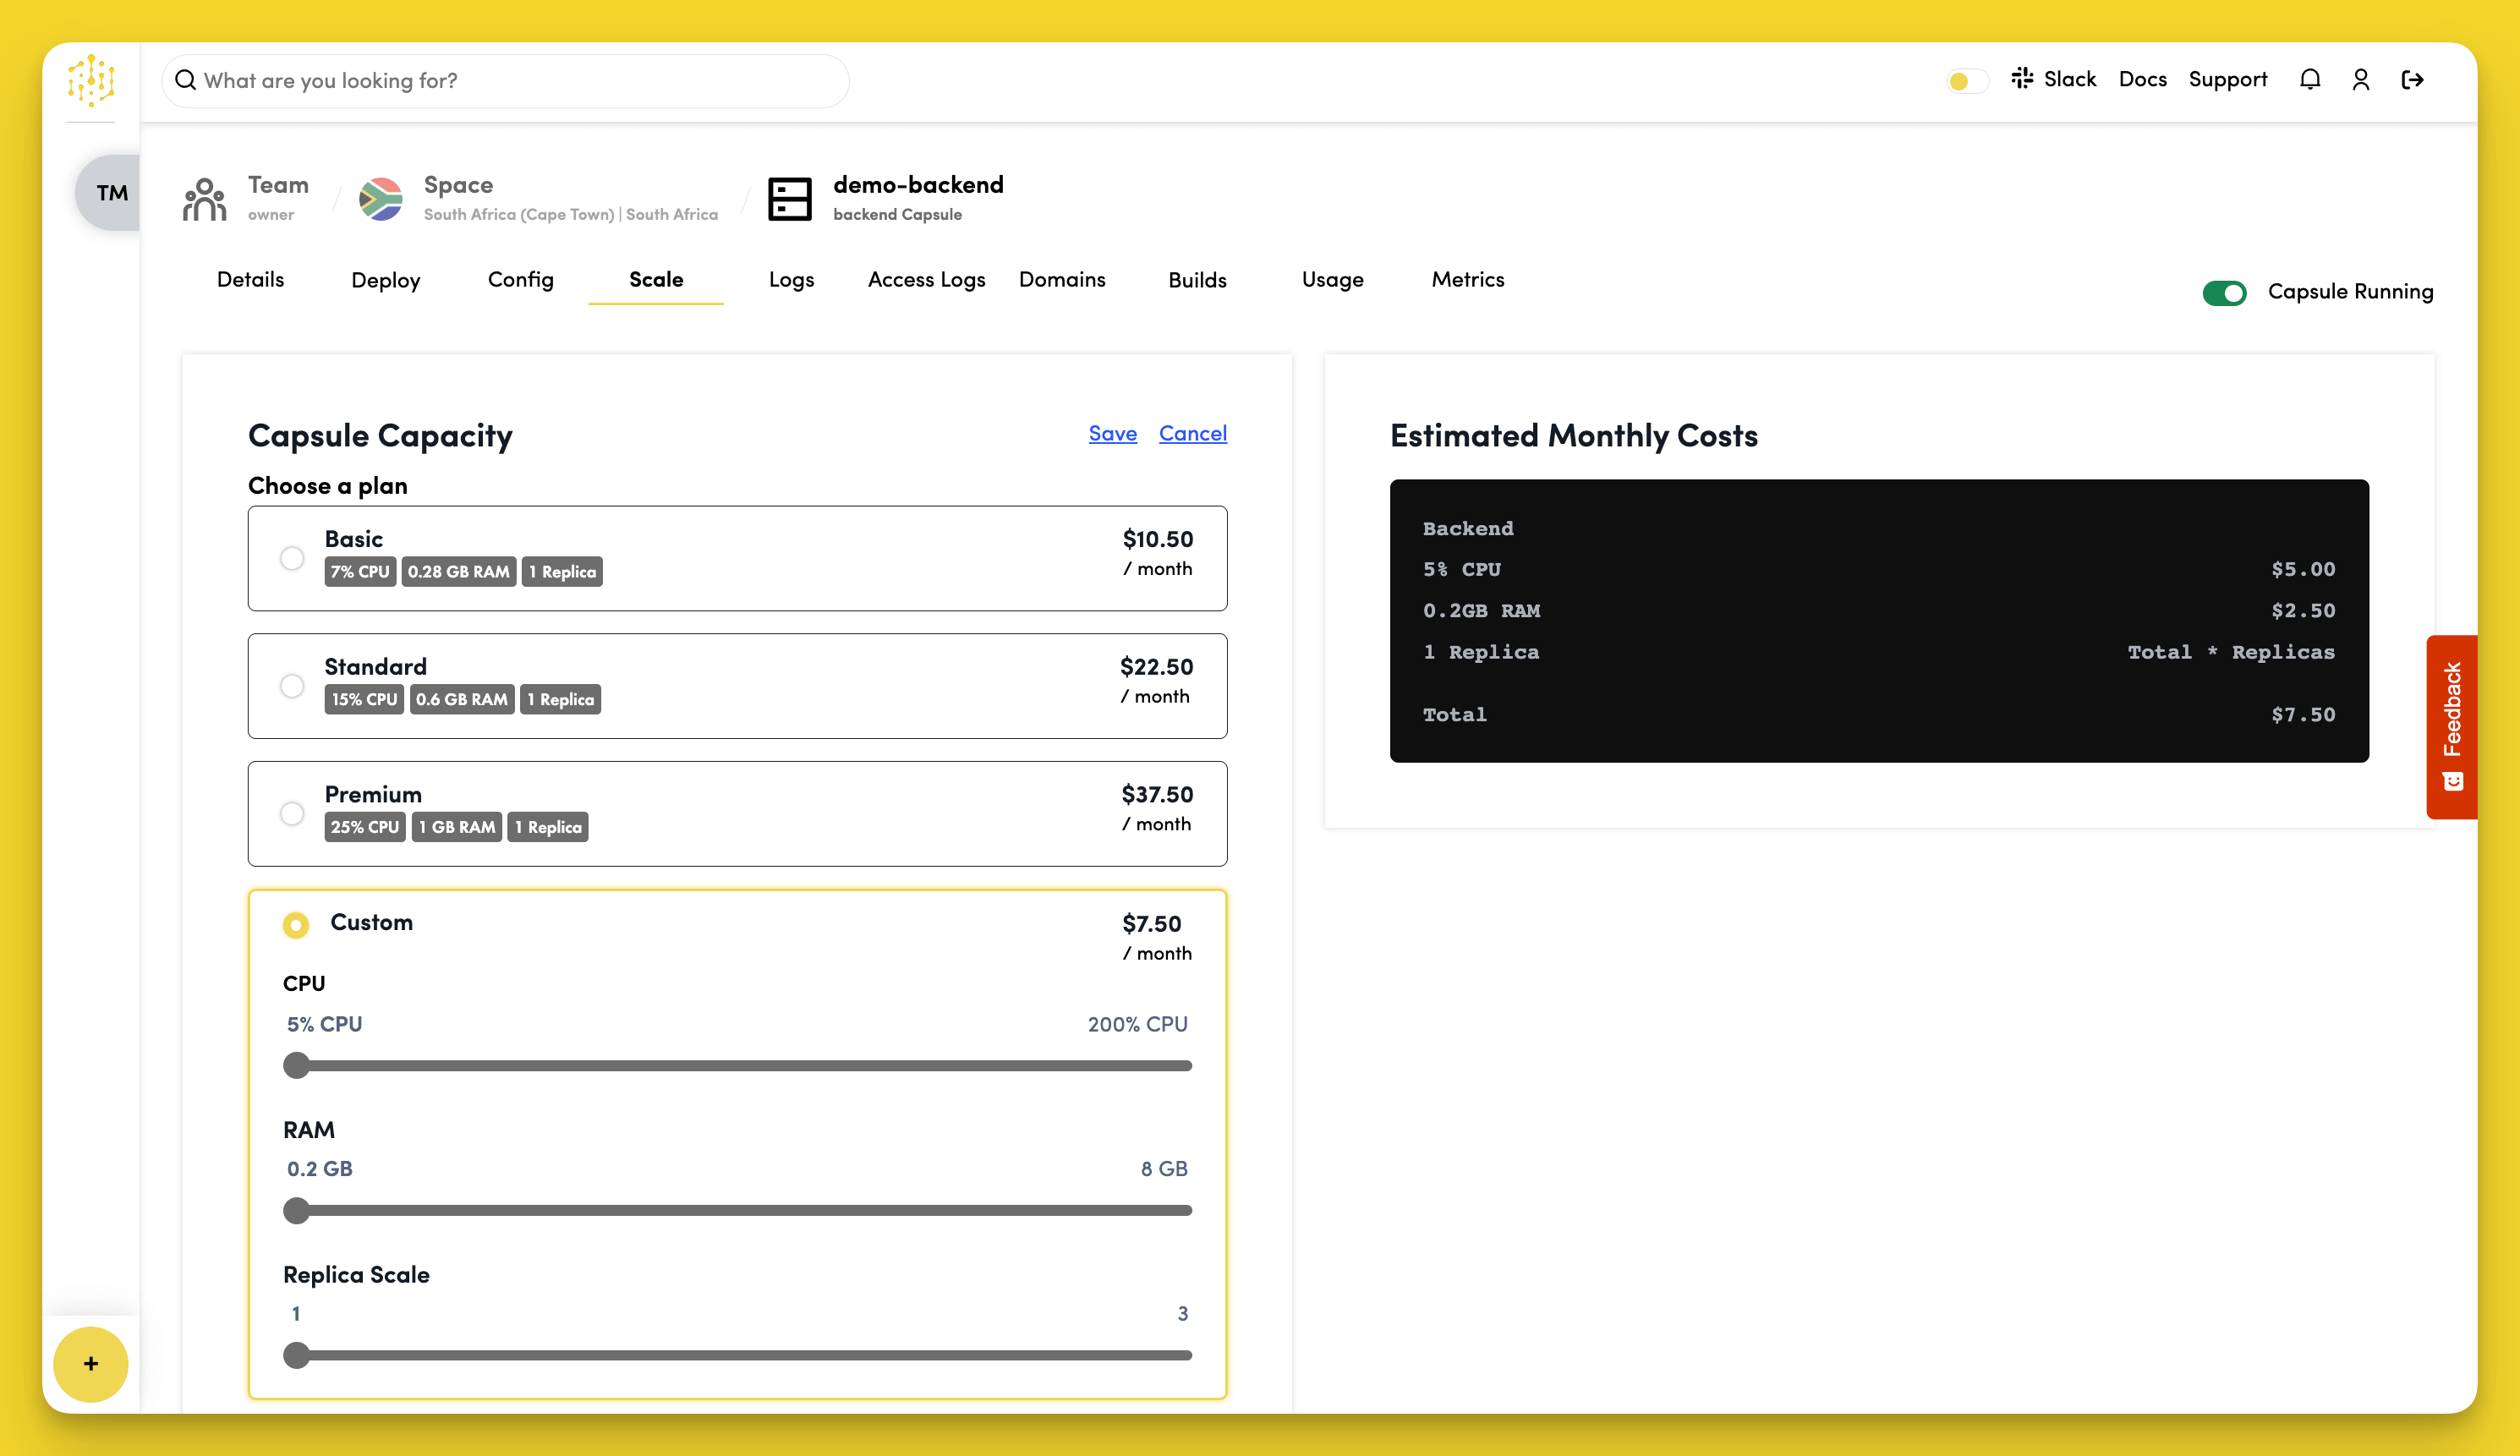 What are you looking for?
Slack Docs Support
TM
Team
owner
Space
South Africa (Cape Town) | South Africa
demo-backend
backend Capsule
Details Deploy Config Scale Logs Access Logs Domains Builds Usage Metrics
Capsule Running
Capsule Capacity
Save Cancel
Choose a plan
Basic
$10.50
7% CPU 0.28 GB RAM 1 Replica
/ month
Standard
$22.50
15% CPU 0.6 GB RAM 1 Replica
/ month
Premium
$37.50
25% CPU 1 GB RAM 1 Replica
/ month
Custom
$7.50
/ month
CPU
5% CPU 200% CPU
RAM
0.2 GB 8 GB
Replica Scale
1 3
+
Estimated Monthly Costs
Backend
5% CPU $5.00
0.2GB RAM $2.50
1 Replica Total * Replicas
Total $7.50
Feedback